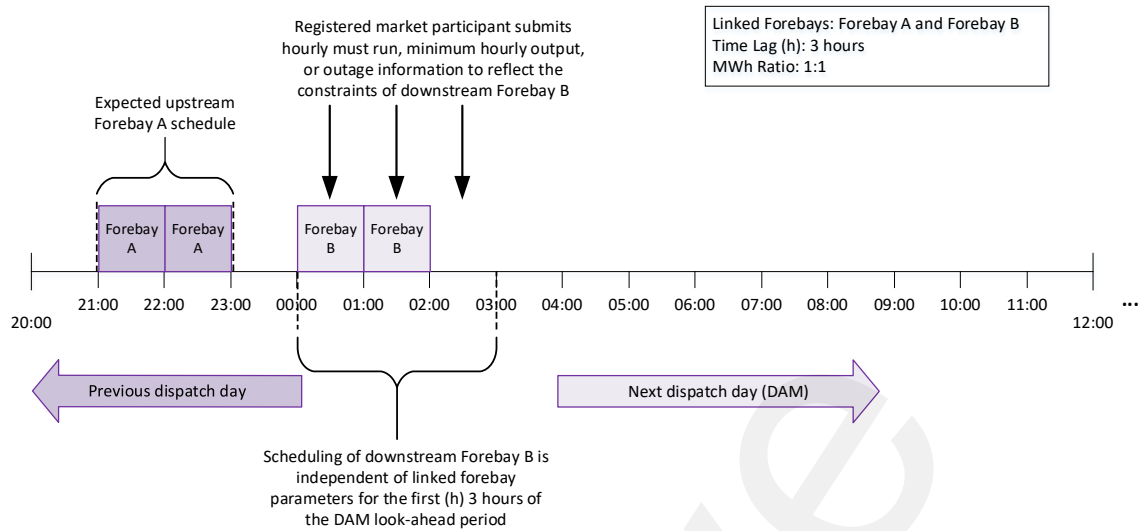 Registered market participant submits
hourly must run, minimum hourly output,
or outage information to reflect the
constraints of downstream Forebay B
Linked Forebays: Forebay A and Forebay B
Time Lag (h): 3 hours
MWh Ratio: 1:1
Expected upstream
Forebay A schedule
Forebay
A
Forebay
A
Forebay
B
Forebay
B
20:00
21:00
22:00
23:00
00:00
01:00
02:00
03:00
04:00
05:00
06:00
07:00
08:00
09:00
10:00
11:00
12:00
...
Previous dispatch day
Next dispatch day (DAM)
Scheduling of downstream Forebay B is
independent of linked forebay
parameters for the first (h) 3 hours of
the DAM look-ahead period